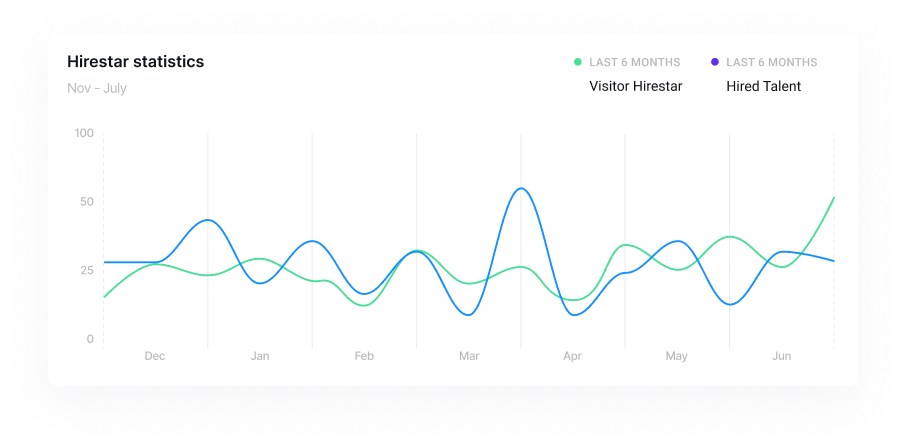 Hirestar statistics
Nov - July
LAST 6 MONTHS
Visitor Hirestar
LAST 6 MONTHS
Hired Talent
100
50
25
0
Dec
Jan
Feb
Mar
Apr
May
Jun